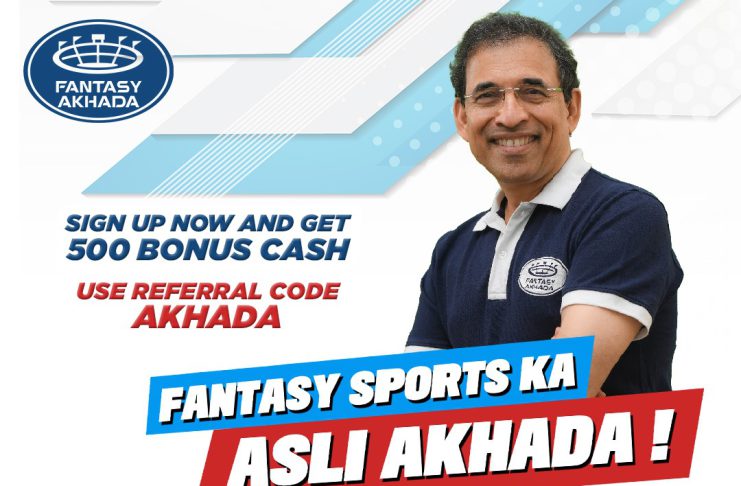 FANTASY
AKHADA
SIGN UP NOW AND GET
500 BONUS CASH
USE REFERRAL CODE
AKHADA
FANTASY
AKHADA
FANTASY SPORTS KA
ASLI AKHADA !